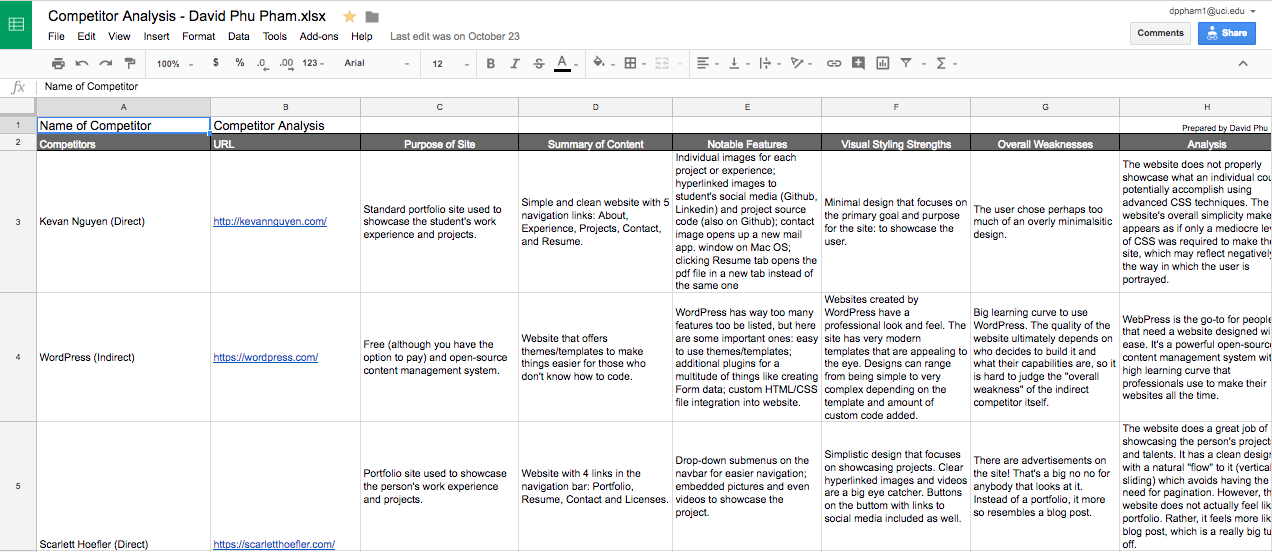 Competitor Analysis - David Phu Pham.xlsx
dppham1@uci.edu
File Edit View Insert Format Data Tools Add-ons Help Last edit was on October 23
Comments
Share
100% $ % .0 .00 123 Arial 12 B I S A
fx Name of Competitor
A B C D E F G H
1
Name of Competitor
Competitor Analysis
Prepared by David Phu
2
Competitors
URL
Purpose of Site
Summary of Content
Notable Features
Visual Styling Strengths
Overall Weaknesses
Analysis
3
Kevan Nguyen (Direct)
http://kevannguyen.com/
Standard portfolio site used to
showcase the student's work
experience and projects.
Simple and clean website with 5
navigation links: About,
Experience, Projects, Contact,
and Resume.
Individual images for each
project or experience;
hyperlinked images to
student's social media (Github,
Linkedin) and project source
code (also on Github); contact
image opens up a new mail
app. window on Mac OS;
clicking Resume tab opens the
pdf file in a new tab instead of
the same one
Minimal design that focuses on
the primary goal and purpose
for the site: to showcase the
user.
The user chose perhaps too
much of an overly minimalsitic
design.
The website does not properly
showcase what an individual cou
potentially accomplish using
advanced CSS techniques. The
website's overall simplicity make
appears as if only a mediocre lev
of CSS was required to make the
site, which may reflect negatively
the way in which the user is
portrayed.
4
WordPress (Indirect)
https://wordpress.com/
Free (although you have the
option to pay) and open-source
content management system.
Website that offers
themes/templates to make
things easier for those who
don't know how to code.
WordPress has way too many
features too be listed, but here
are some important ones: easy
to use themes/templates;
additional plugins for a
multitude of things like creating
Form data; custom HTML/CSS
file integration into website.
Websites created by
WordPress have a
professional look and feel. The
site has very modern
templates that are appealing to
the eye. Designs can range
from being simple to very
complex depending on the
template and amount of
custom code added.
Big learning curve to use
WordPress. The quality of the
website ultimately depends on
who decides to build it and
what their capabilities are, so it
is hard to judge the "overall
weakness" of the indirect
competitor itself.
WebPress is the go-to for people
that need a website designed wi
ease. It's a powerful open-source
content management system wit
high learning curve that
professionals use to make their
websites all the time.
5
Scarlett Hoefler (Direct)
https://scarletthoefler.com/
Portfolio site used to showcase
the person's work experience
and projects.
Website with 4 links in the
navigation bar: Portfolio,
Resume, Contact and Licenses.
Drop-down submenus on the
navbar for easier navigation;
embedded pictures and even
videos to showcase the
project.
Simplistic design that focuses
on showcasing projects. Clear
hyperlinked images and videos
are a big eye catcher. Buttons
on the buttom with links to
social media included as well.
There are advertisements on
the site! That's a big no no for
anybody that looks at it.
Instead of a portfolio, it more
so resembles a blog post.
The website does a great job of
showcasing the person's project
and talents. It has a clean design
with a natural "flow" to it (vertical
sliding) which avoids having the
need for pagination. However, th
website does not actually feel lik
portfolio. Rather, it feels more lik
blog post, which is a really big tu
off.